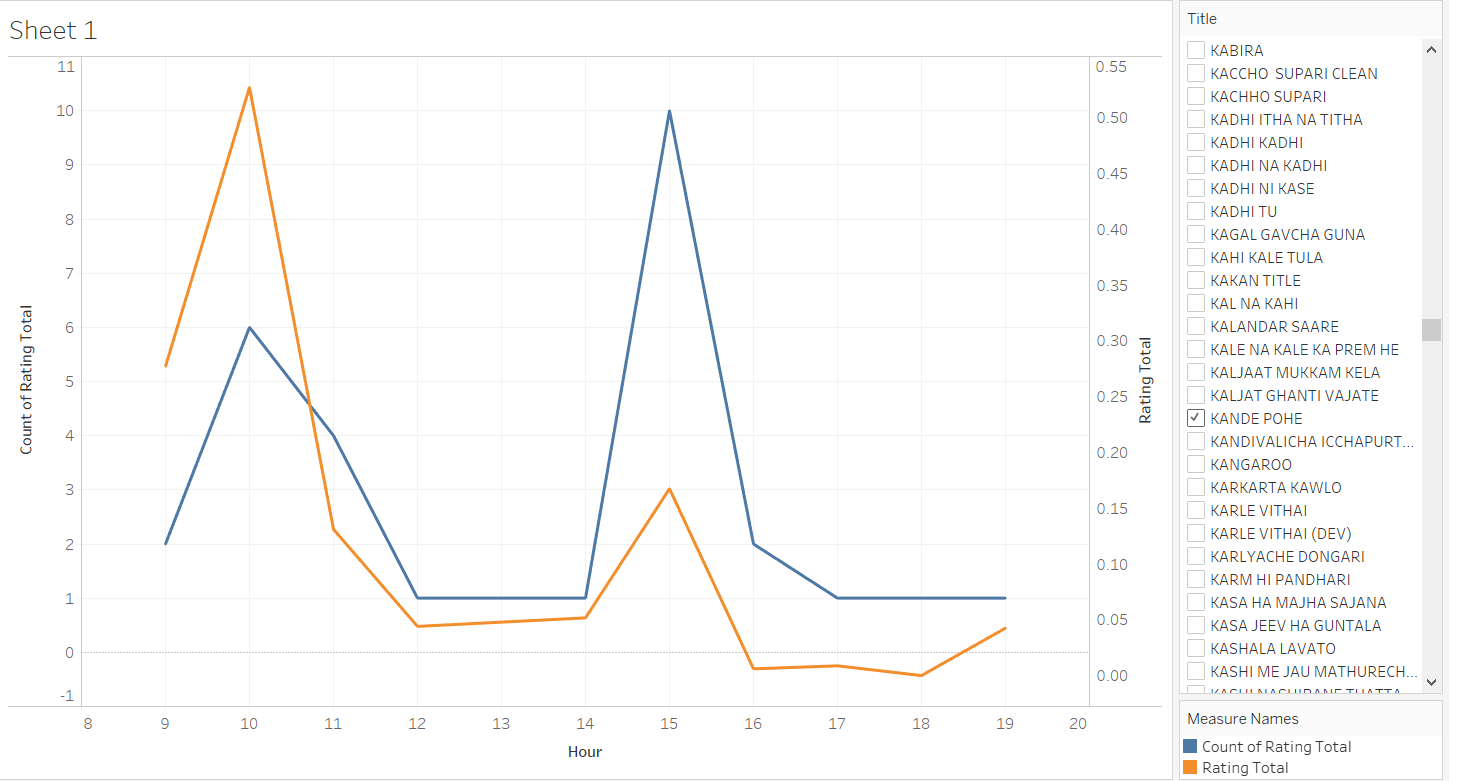 Sheet 1
11
10
9
8
7
6
5
4
3
2
1
0
-1
Count of Rating Total
0.55
0.50
0.45
0.40
0.35
0.30
0.25
0.20
0.15
0.10
0.05
0.00
Rating Total
8 9 10 11 12 13 14 15 16 17 18 19 20
Hour
Title
KABIRA
KACCHO  SUPARI CLEAN
KACHHO SUPARI
KADHI ITHA NA TITHA
KADHI KADHI
KADHI NA KADHI
KADHI NI KASE
KADHI TU
KAGAL GAVCHA GUNA
KAHI KALE TULA
KAKAN TITLE
KAL NA KAHI
KALANDAR SAARE
KALE NA KALE KA PREM HE
KALJAAT MUKKAM KELA
KALJAT GHANTI VAJATE
KANDE POHE
KANDIVALICHA ICCHAPURT...
KANGAROO
KARKARTA KAWLO
KARLE VITHAI
KARLE VITHAI (DEV)
KARLYACHE DONGARI
KARM HI PANDHARI
KASA HA MAJHA SAJANA
KASA JEEV HA GUNTALA
KASHALA LAVATO
KASHI ME JAU MATHURECH...
KASHI NASHIBANE THATTA
Measure Names
Count of Rating Total
Rating Total